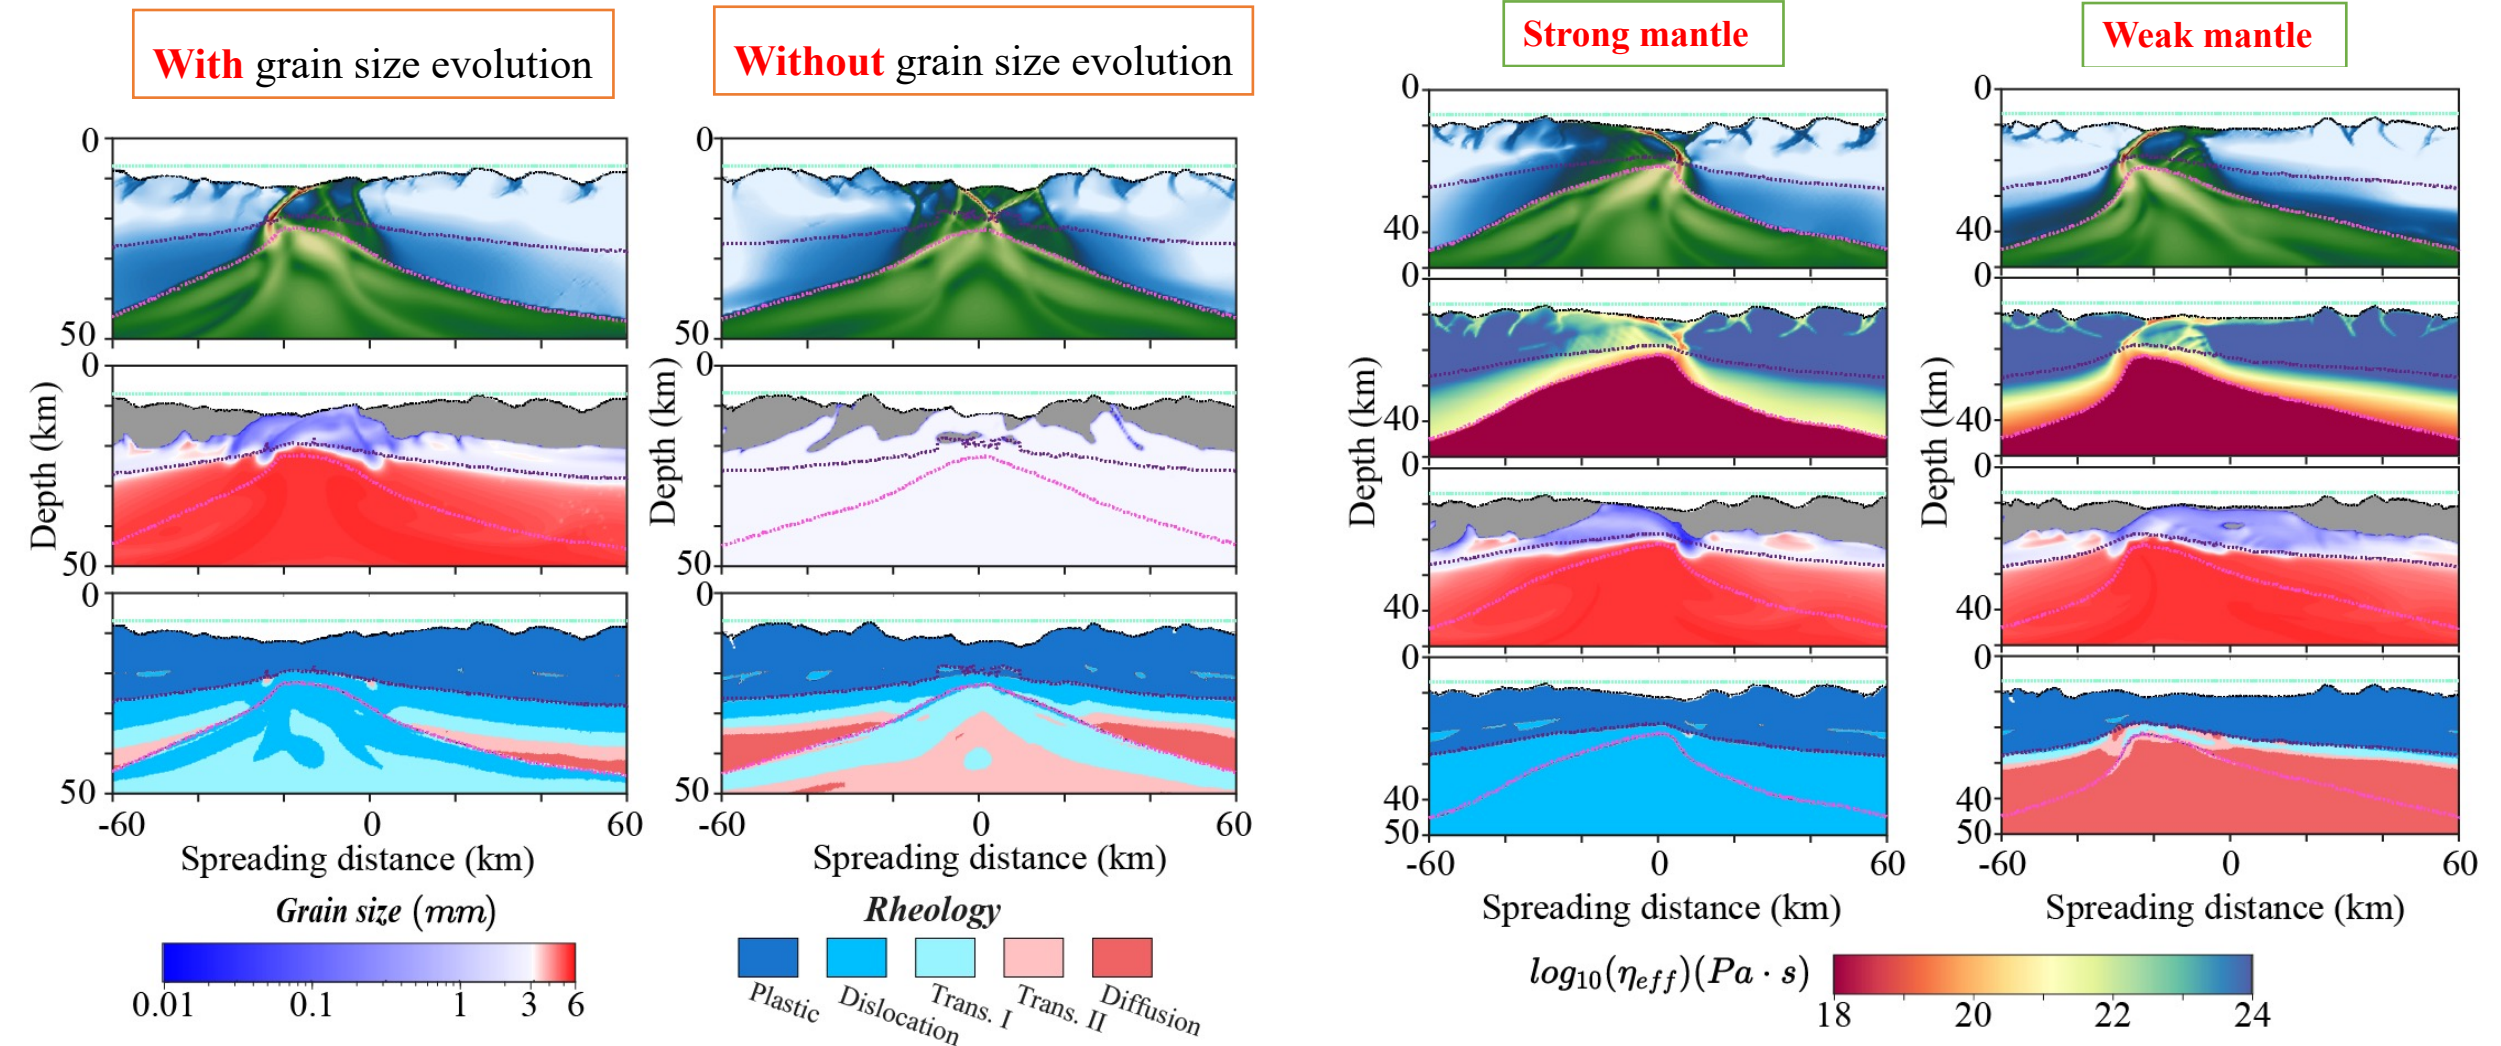 With grain size evolution
Without grain size evolution
Strong mantle
Weak mantle
0
50
0
50
0
50
Depth (km)
-60
0
60
Spreading distance (km)
0
50
0
50
0
50
Depth (km)
-60
0
60
Spreading distance (km)
0
40
0
40
0
40
0
40
50
Depth (km)
-60
0
60
Spreading distance (km)
0
40
0
40
0
40
0
40
50
Depth (km)
-60
0
60
Spreading distance (km)
Grain size (mm)
0.01 0.1 1 3 6
Rheology
Plastic
Dislocation
Trans. I
Trans. II
Diffusion
log₁₀(η_eff)(Pa · s)
18 20 22 24